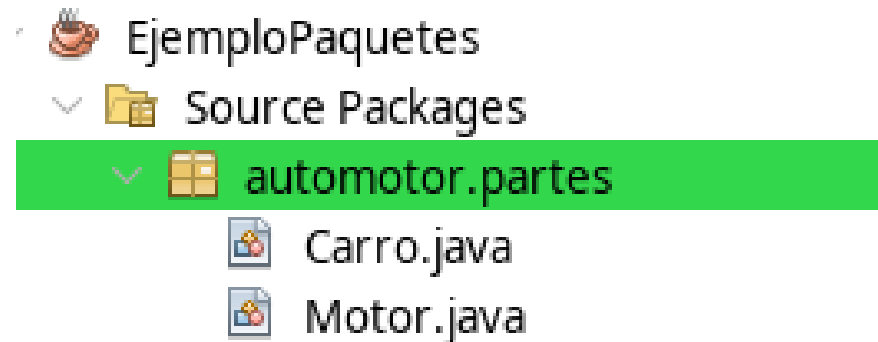 EjemploPaquetes
Source Packages
automotor.partes
Carro.java
Motor.java